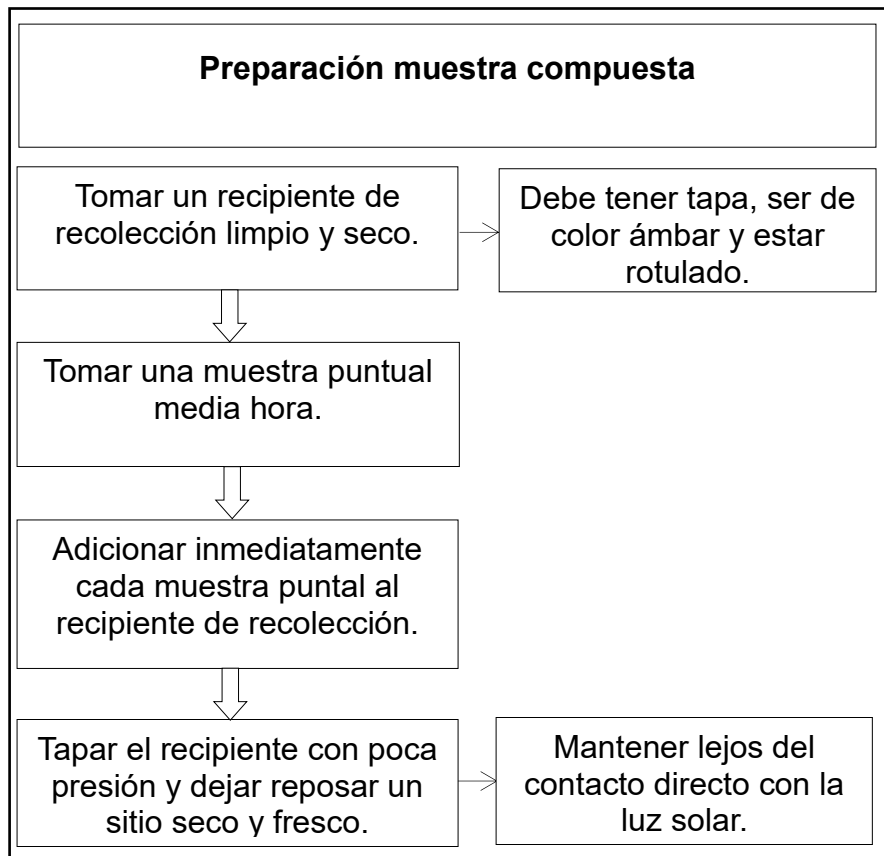 Preparación muestra compuesta
Tomar un recipiente de
recolección limpio y seco.
Debe tener tapa, ser de
color ámbar y estar
rotulado.
Tomar una muestra puntual
media hora.
Adicionar inmediatamente
cada muestra puntal al
recipiente de recolección.
Tapar el recipiente con poca
presión y dejar reposar un
sitio seco y fresco.
Mantener lejos del
contacto directo con la
luz solar.